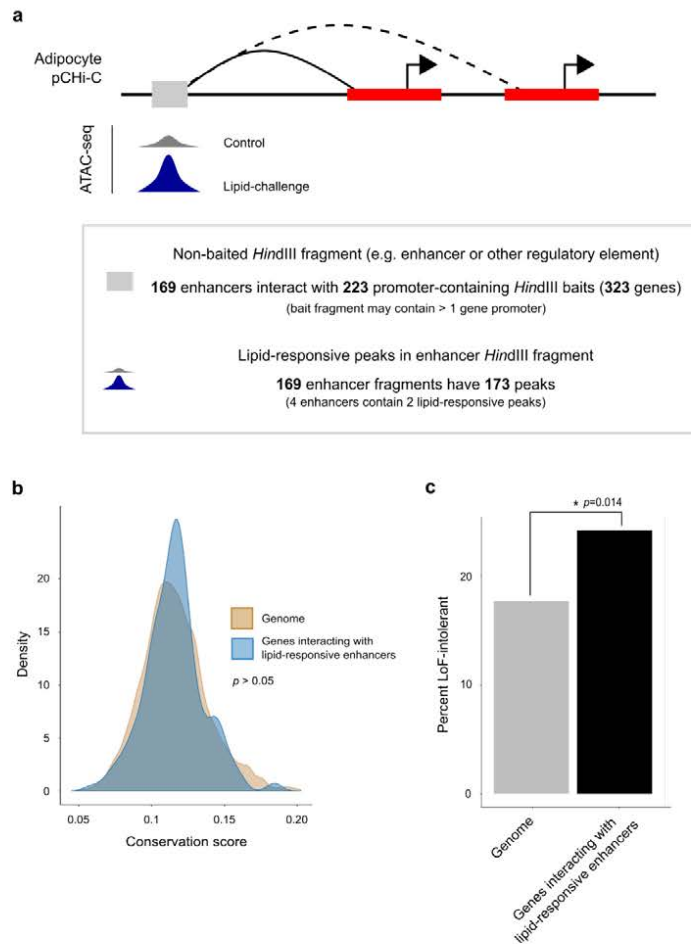 a
Adipocyte
pCHi-C
ATAC-seq
Control
Lipid-challenge
Non-baited HindIII fragment (e.g. enhancer or other regulatory element)
169 enhancers interact with 223 promoter-containing HindIII baits (323 genes)
(bait fragment may contain > 1 gene promoter)
Lipid-responsive peaks in enhancer HindIII fragment
169 enhancer fragments have 173 peaks
(4 enhancers contain 2 lipid-responsive peaks)
b
Density
20
15
10
5
0
0.05
0.1
0.15
0.20
Conservation score
Genome
Genes interacting with
lipid-responsive enhancers
p > 0.05
c
* p=0.014
Percent LoF-intolerant
20
10
0
Genome
Genes interacting with
lipid-responsive enhancers